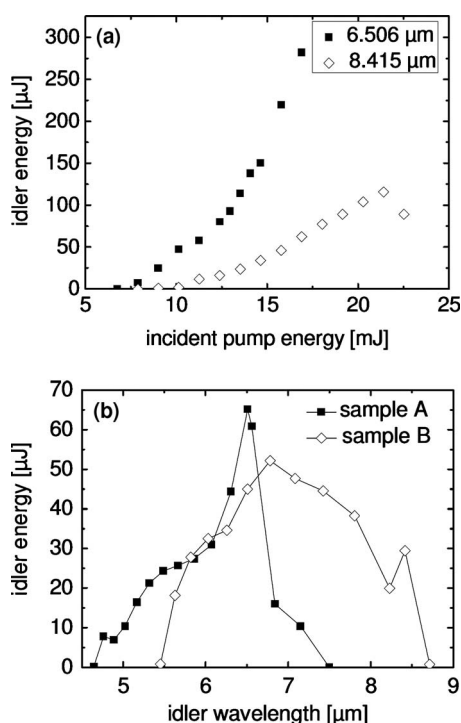 (a)
6.506 µm
8.415 µm
300
250
200
150
100
50
0
idler energy [µJ]
5
10
15
20
25
incident pump energy [mJ]
(b)
sample A
sample B
70
60
50
40
30
20
10
0
idler energy [µJ]
5
6
7
8
9
idler wavelength [µm]